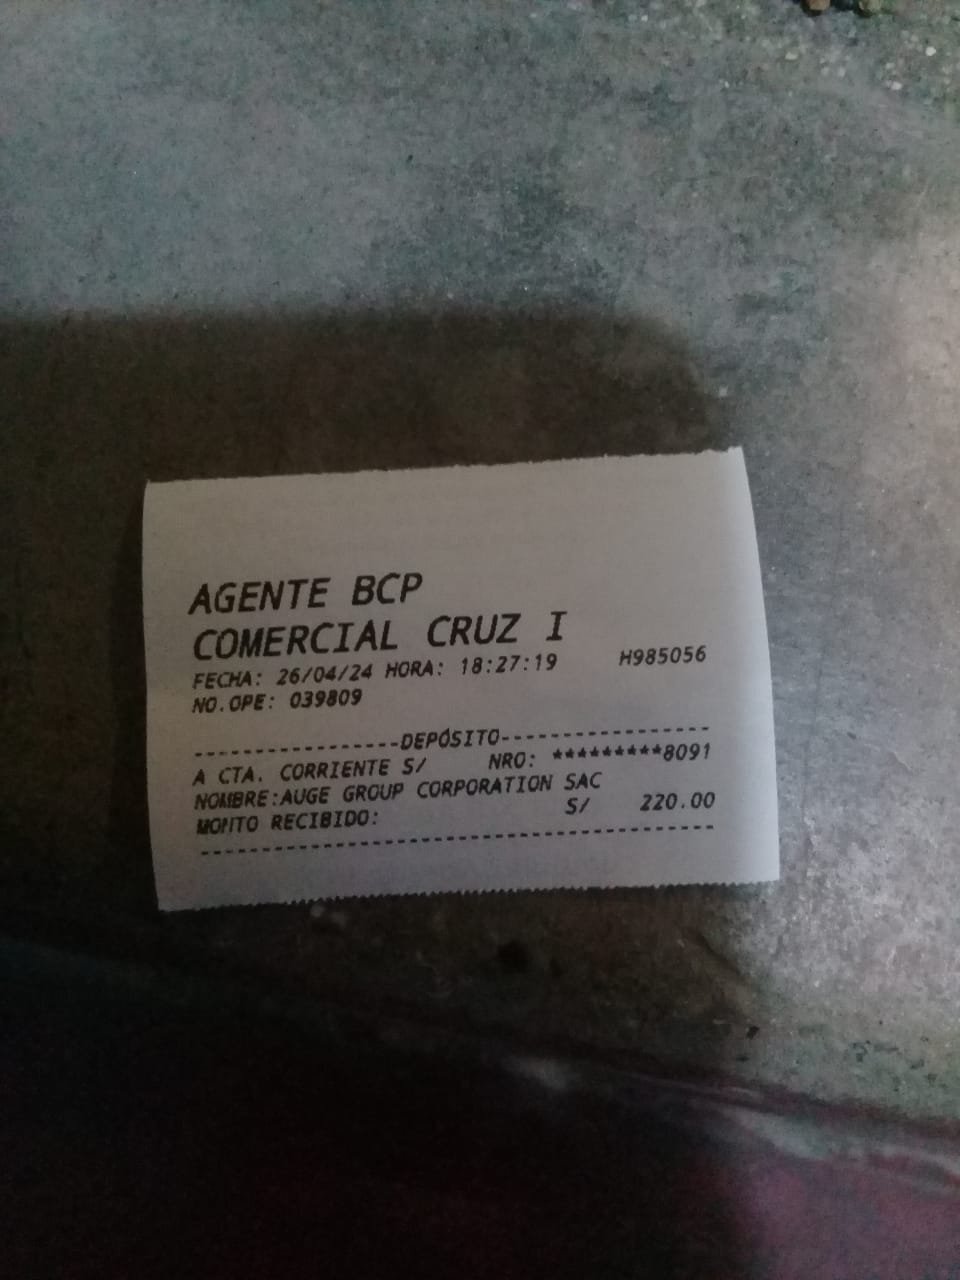 AGENTE BCP
COMERCIAL CRUZ I
FECHA: 26/04/24 HORA: 18:27:19 H985056
NO.OPE: 039809
-----------------DEPÓSITO-----------------
A CTA. CORRIENTE S/ NRO: *********8091
NOMBRE:AUGE GROUP CORPORATION SAC
MONTO RECIBIDO: S/ 220.00
------------------------------------------